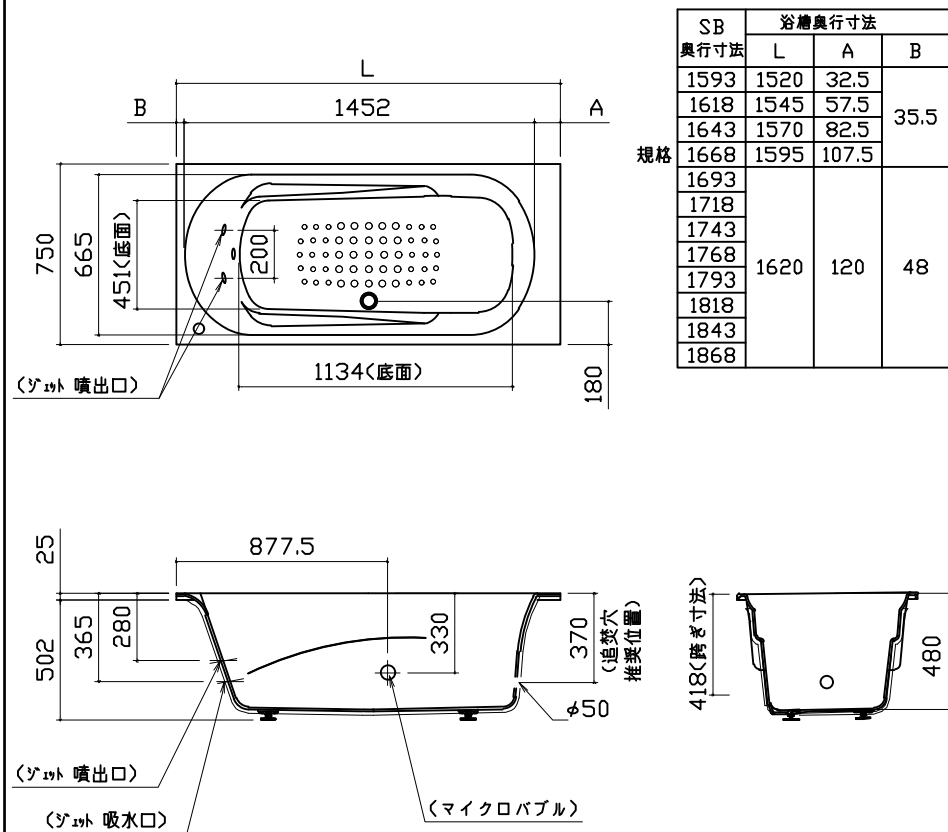 SB
奥行寸法
浴槽奥行寸法
L A B
1593 1520 32.5 35.5
1618 1545 57.5
1643 1570 82.5
規格
1668 1595 107.5
1693 1620 120 48
1718
1743
1768
1793
1818
1843
1868
L
B 1452 A
750
665
451(底面)
200
1134(底面)
180
(ジェット 噴出口)
25
877.5
502
365
280
330
370
(追焚穴
推奨位置)
φ50
418(跨ぎ寸法)
480
(ジェット 噴出口)
(ジェット 吸水口)
(マイクロバブル)